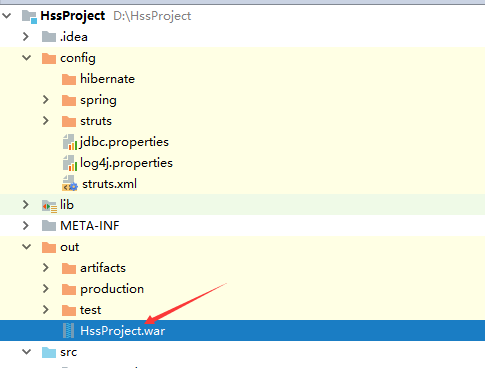 HssProject D:\HssProject
.idea
config
hibernate
spring
struts
jdbc.properties
log4j.properties
struts.xml
lib
META-INF
out
artifacts
production
test
HssProject.war
src